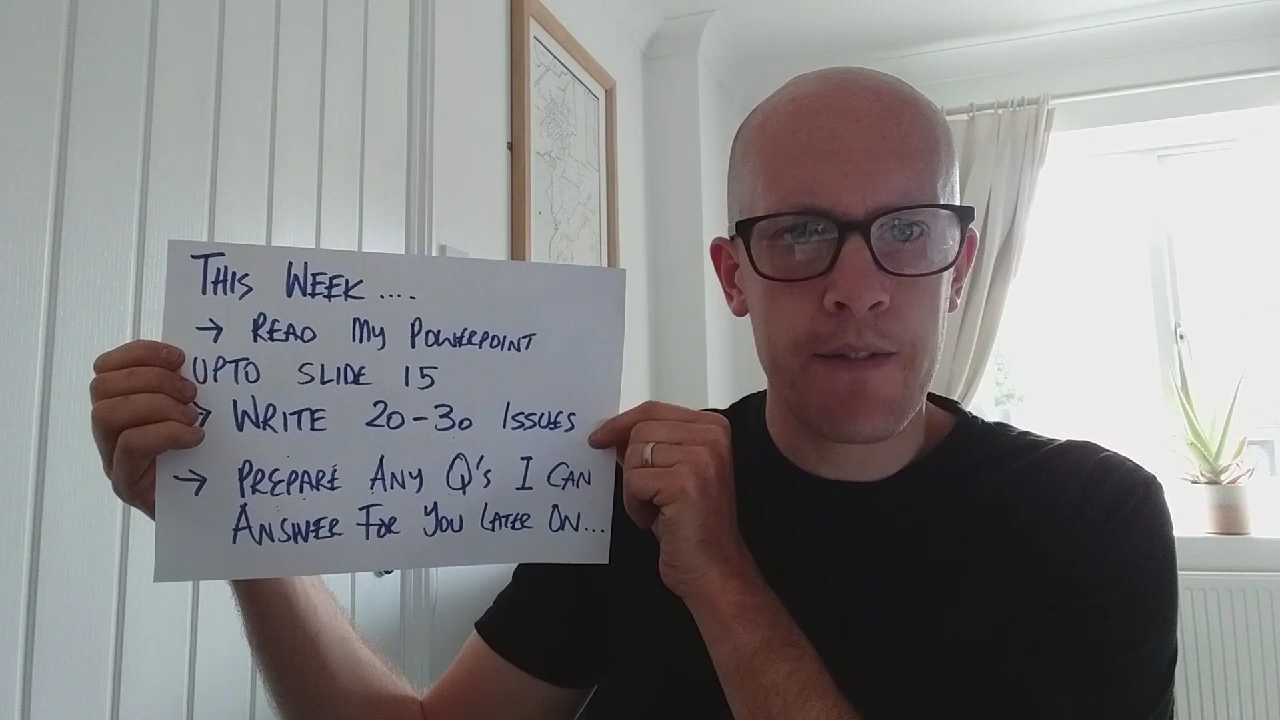 THIS WEEK ....
→ READ MY POWERPOINT
UPTO SLIDE 15
→ WRITE 20-30 ISSUES
→ PREPARE ANY Q'S I CAN
ANSWER FOR YOU LATER ON...